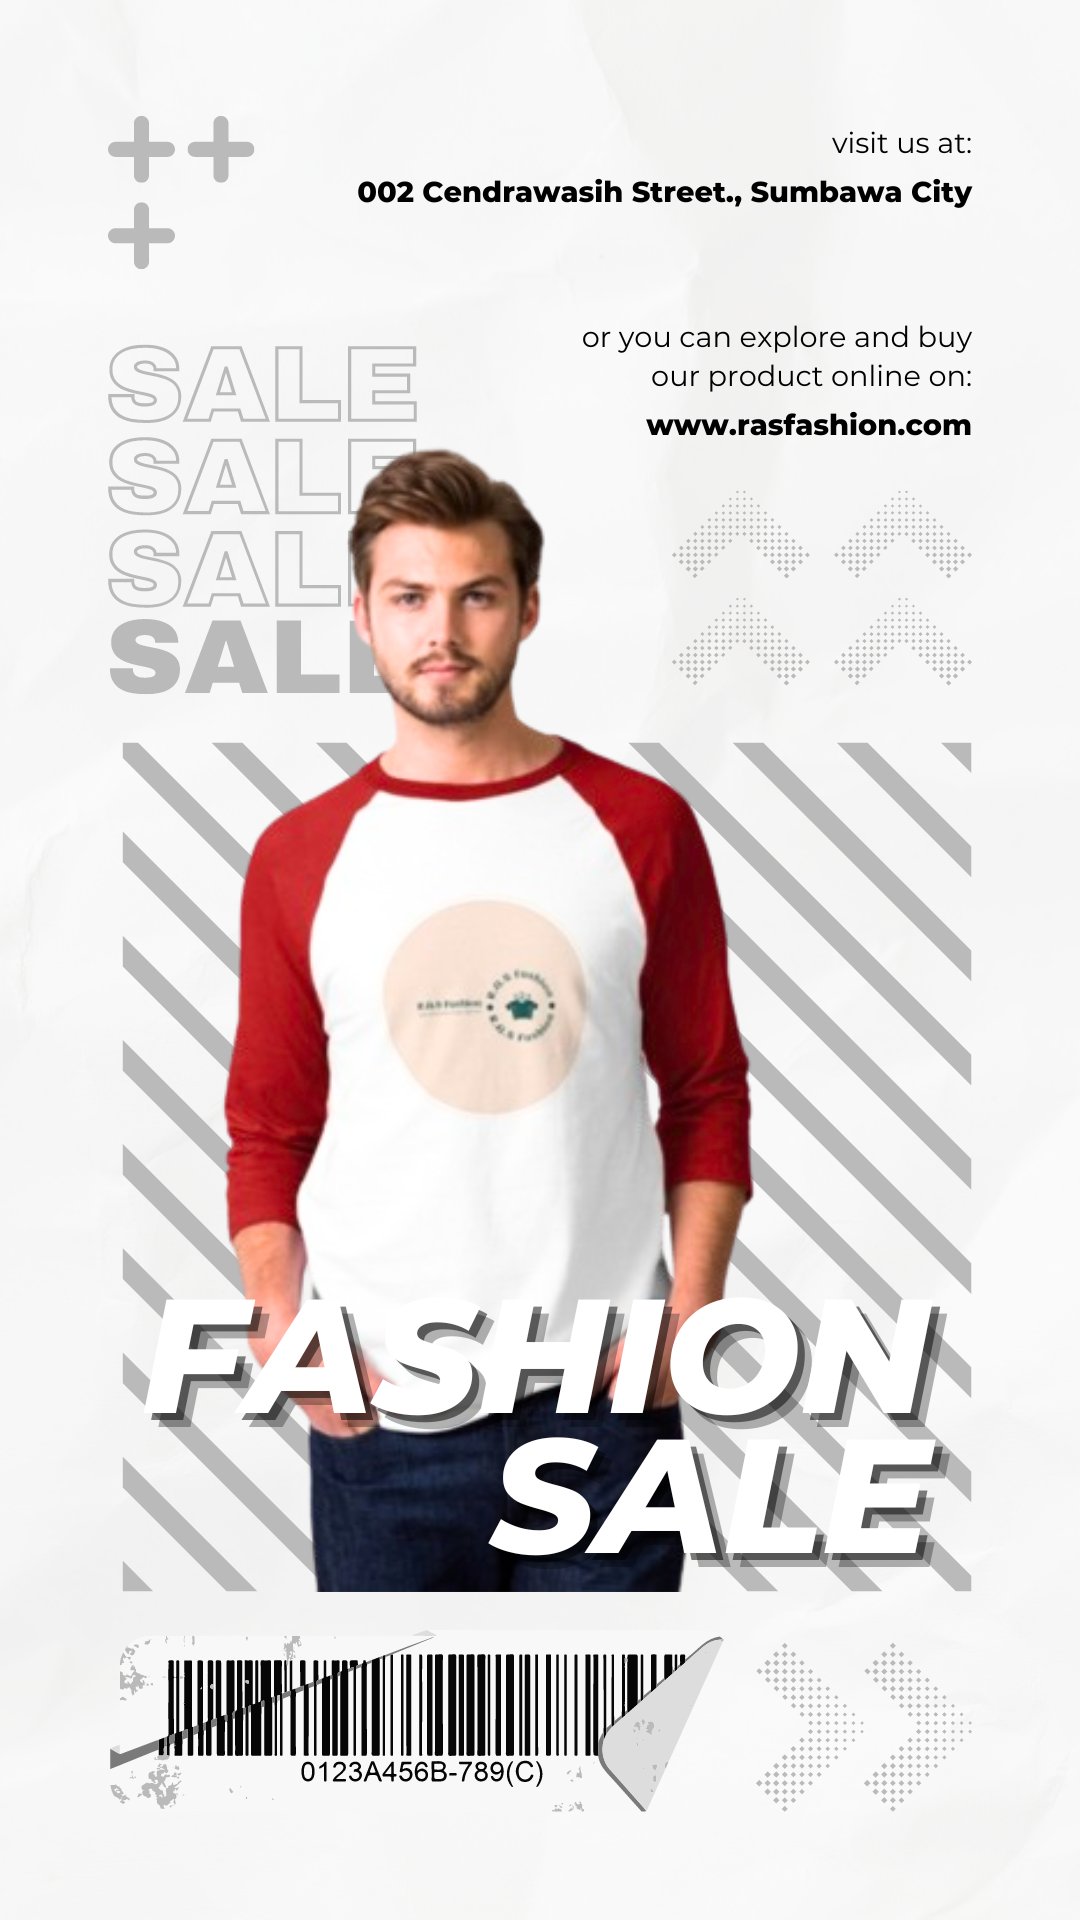 visit us at:
002 Cendrawasih Street., Sumbawa City
or you can explore and buy
our product online on:
www.rasfashion.com
SALE
SALE
SALE
SALE
R.O.S Fashion
R.O.S Fashion
R.O.S Fashion
FASHION
SALE
0123A456B-789(C)